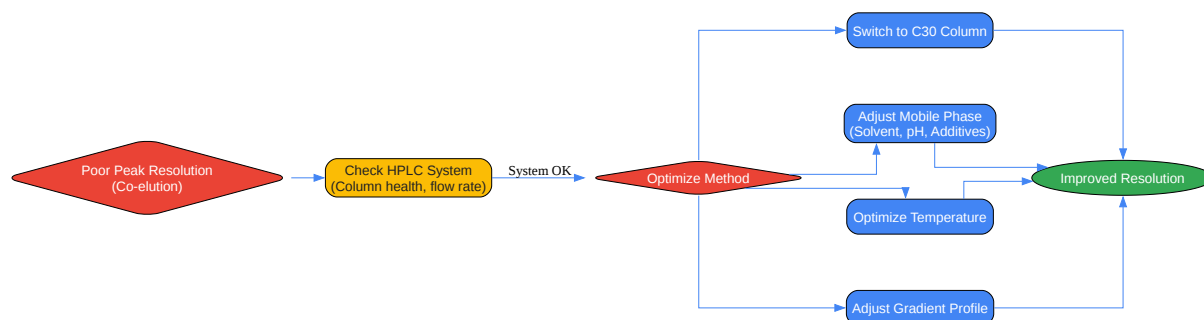 Poor Peak Resolution
(Co-elution)
Check HPLC System
(Column health, flow rate)
System OK
Optimize Method
Switch to C30 Column
Adjust Mobile Phase
(Solvent, pH, Additives)
Optimize Temperature
Adjust Gradient Profile
Improved Resolution